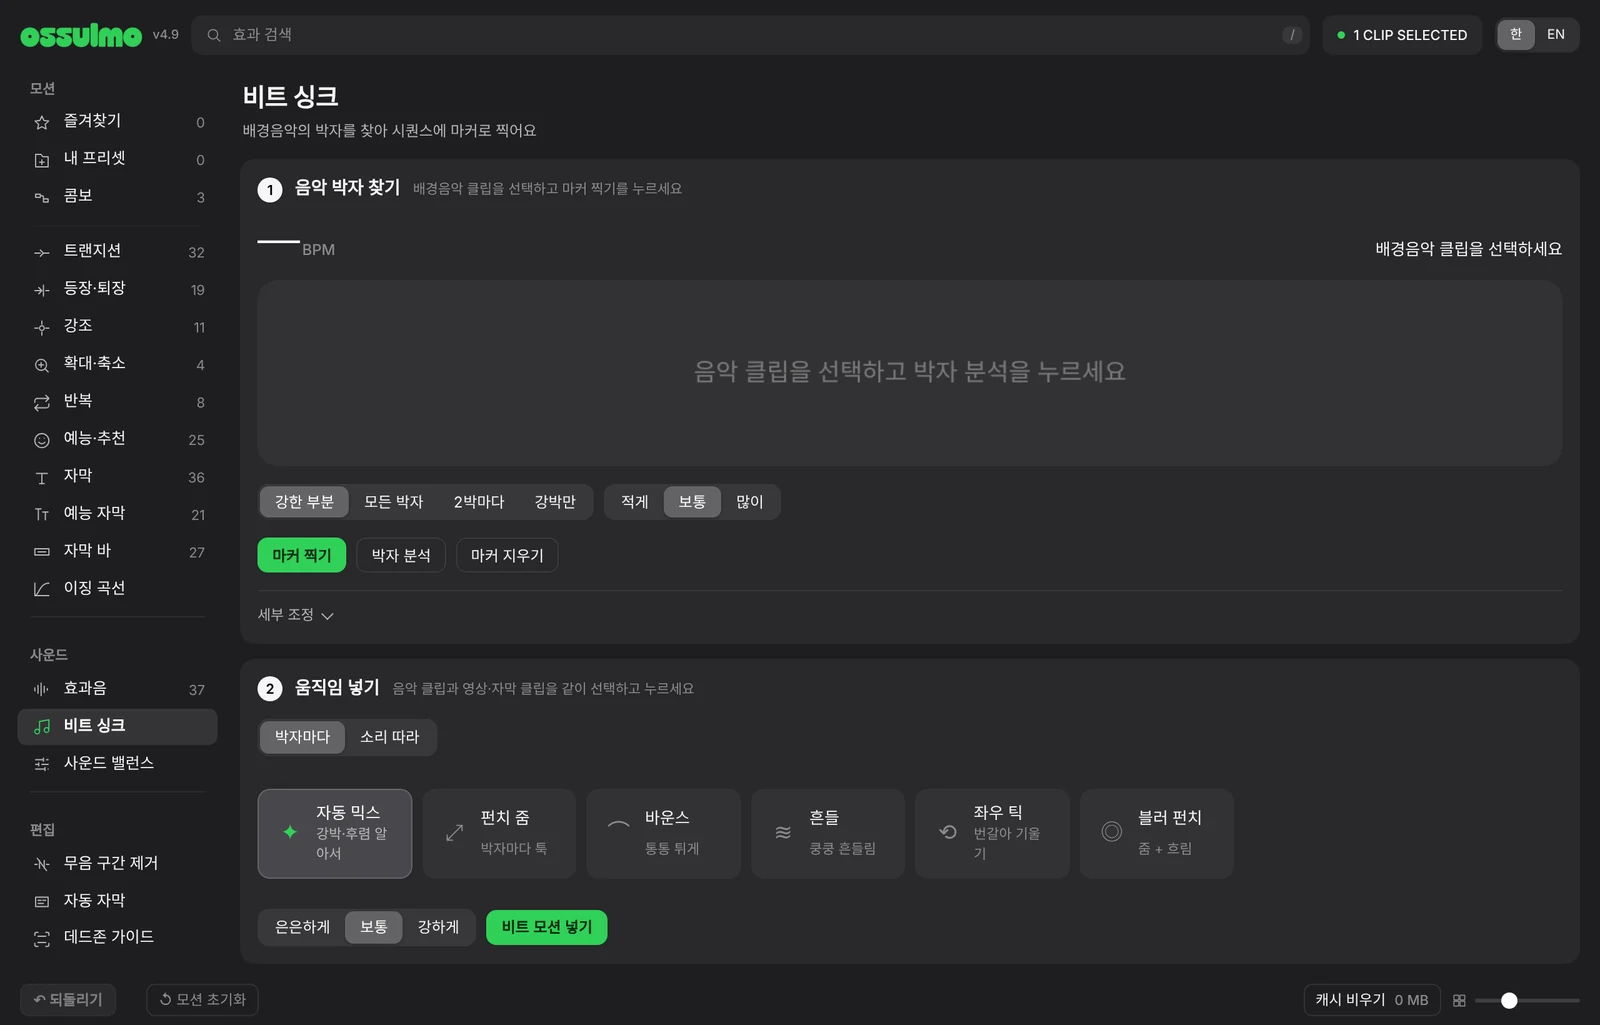 ossulmo v4.9
효과 검색
/
1 CLIP SELECTED
한 EN
모션
즐겨찾기 0
내 프리셋 0
콤보 3
트랜지션 32
등장·퇴장 19
강조 11
확대·축소 4
반복 8
예능·추천 25
자막 36
예능 자막 21
자막 바 27
이징 곡선
사운드
효과음 37
비트 싱크
사운드 밸런스
편집
무음 구간 제거
자동 자막
데드존 가이드
비트 싱크
배경음악의 박자를 찾아 시퀀스에 마커로 찍어요
1 음악 박자 찾기 배경음악 클립을 선택하고 마커 찍기를 누르세요
— BPM
배경음악 클립을 선택하세요
음악 클립을 선택하고 박자 분석을 누르세요
강한 부분 모든 박자 2박마다 강박만 적게 보통 많이
마커 찍기 박자 분석 마커 지우기
세부 조정
2 움직임 넣기 음악 클립과 영상·자막 클립을 같이 선택하고 누르세요
박자마다 소리 따라
자동 믹스
강박·후렴 알
아서
펀치 줌
박자마다 툭
바운스
통통 튀게
흔들
쿵쿵 흔들림
좌우 틱
번갈아 기울
기
블러 펀치
줌 + 흐림
은은하게 보통 강하게 비트 모션 넣기
↶ 되돌리기 모션 초기화
캐시 비우기 0 MB